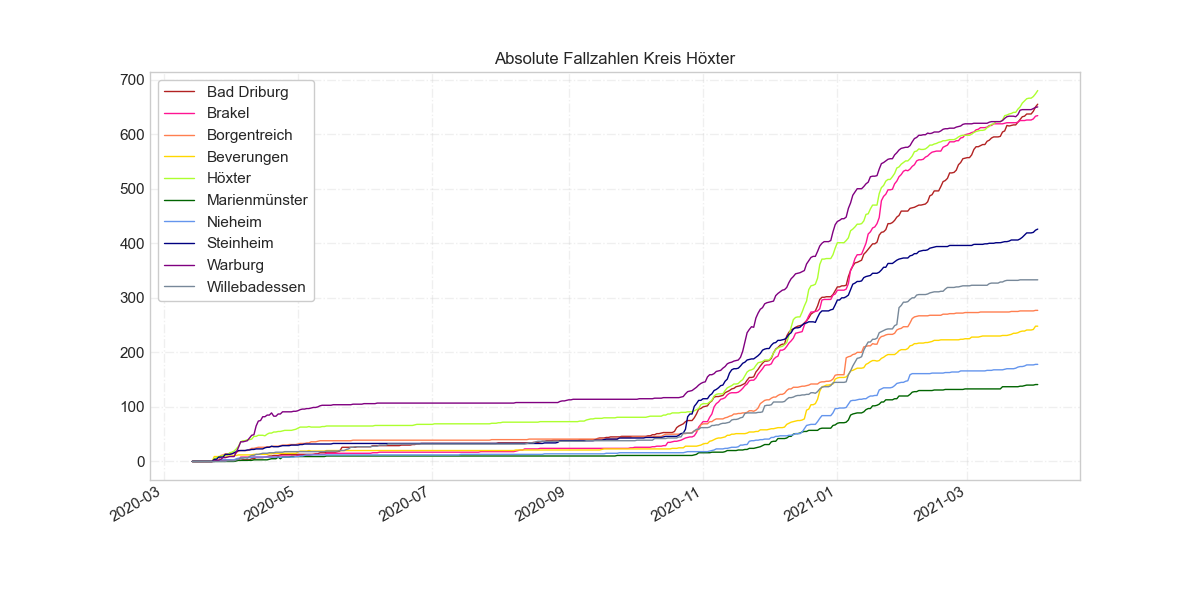 Absolute Fallzahlen Kreis Höxter
700
600
500
400
300
200
100
0
Bad Driburg
Brakel
Borgentreich
Beverungen
Höxter
Marienmünster
Nieheim
Steinheim
Warburg
Willebadessen
2020-03
2020-05
2020-07
2020-09
2020-11
2021-01
2021-03